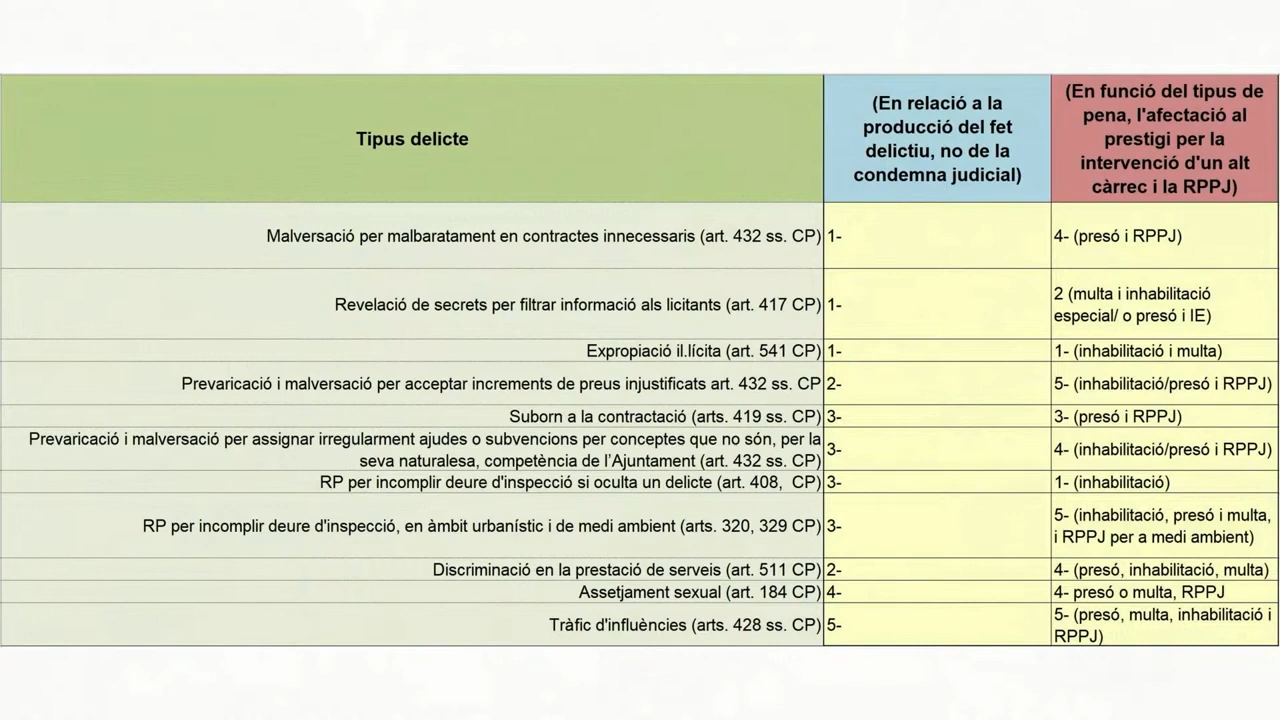 Tipus delicte
(En relació a la
producció del fet
delictiu, no de la
condemna judicial)
(En funció del tipus de
pena, l'afectació al
prestigi per la
intervenció d'un alt
càrrec i la RPPJ)
Malversació per malbaratament en contractes innecessaris (art. 432 ss. CP) 1- 4- (presó i RPPJ)
Revelació de secrets per filtrar informació als licitants (art. 417 CP) 1- 2 (multa i inhabilitació
especial/ o presó i IE)
Expropiació il.lícita (art. 541 CP) 1- 1- (inhabilitació i multa)
Prevaricació i malversació per acceptar increments de preus injustificats art. 432 ss. CP 2- 5- (inhabilitació/presó i RPPJ)
Suborn a la contractació (arts. 419 ss. CP) 3- 3- (presó i RPPJ)
Prevaricació i malversació per assignar irregularment ajudes o subvencions per conceptes que no són, per la
seva naturalesa, competència de l’Ajuntament (art. 432 ss. CP) 3- 4- (inhabilitació/presó i RPPJ)
RP per incomplir deure d'inspecció si oculta un delicte (art. 408, CP) 3- 1- (inhabilitació)
RP per incomplir deure d'inspecció, en àmbit urbanístic i de medi ambient (arts. 320, 329 CP) 3- 5- (inhabilitació, presó i multa,
i RPPJ per a medi ambient)
Discriminació en la prestació de serveis (art. 511 CP) 2- 4- (presó, inhabilitació, multa)
Assetjament sexual (art. 184 CP) 4- 4- presó o multa, RPPJ
Tràfic d'influències (arts. 428 ss. CP) 5- 5- (presó, multa, inhabilitació i
RPPJ)